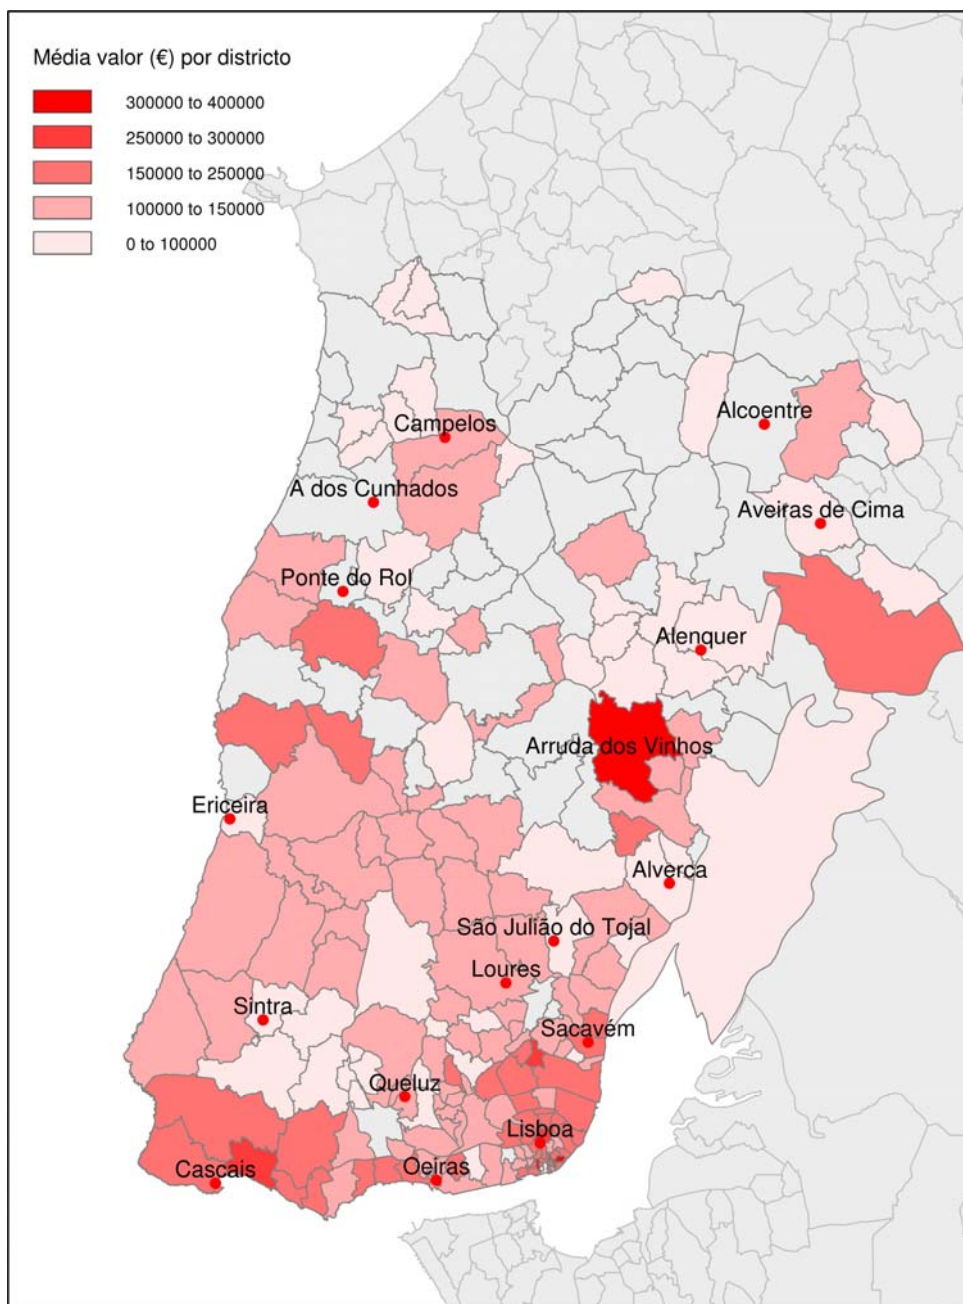 Média valor (€) por districto
300000 to 400000
250000 to 300000
150000 to 250000
100000 to 150000
0 to 100000
Alcoentre
Campelos
A dos Cunhados
Aveiras de Cima
Ponte do Rol
Alenquer
Arruda dos Vinhos
Ericeira
Alverca
São Julião do Tojal
Loures
Sintra
Sacavém
Queluz
Lisboa
Cascais
Oeiras